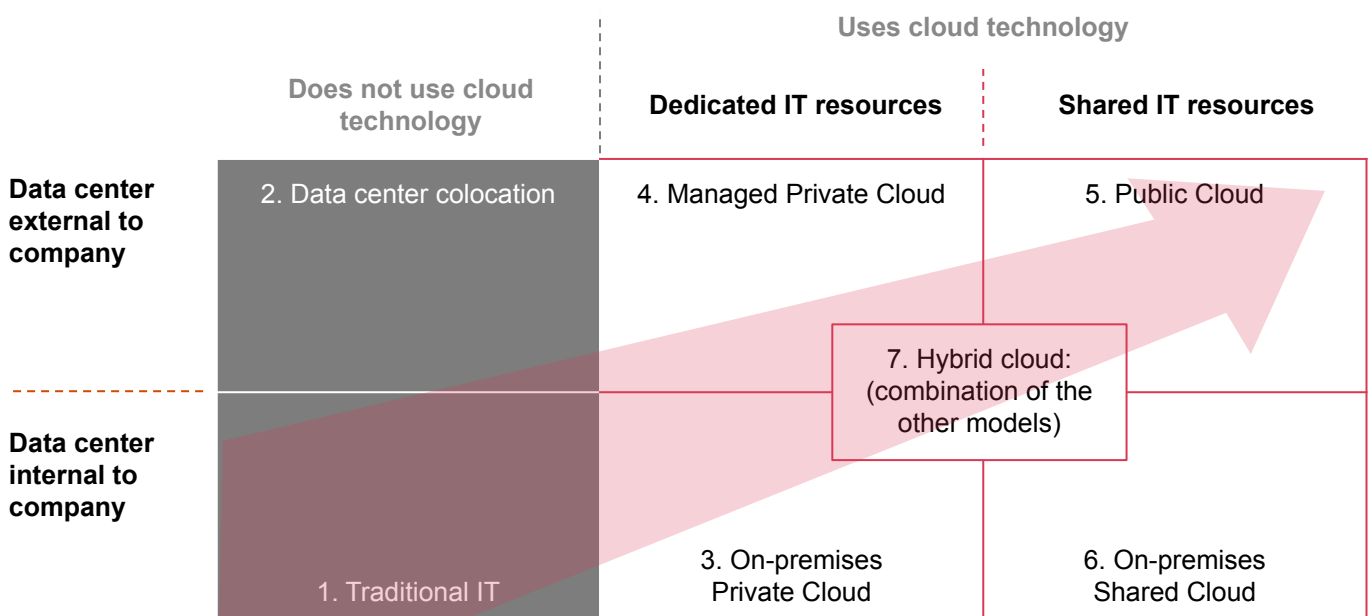 Uses cloud technology
Does not use cloud
technology
Dedicated IT resources
Shared IT resources
Data center
external to
company
2. Data center colocation
4. Managed Private Cloud
5. Public Cloud
7. Hybrid cloud:
(combination of the
other models)
Data center
internal to
company
1. Traditional IT
3. On-premises
Private Cloud
6. On-premises
Shared Cloud